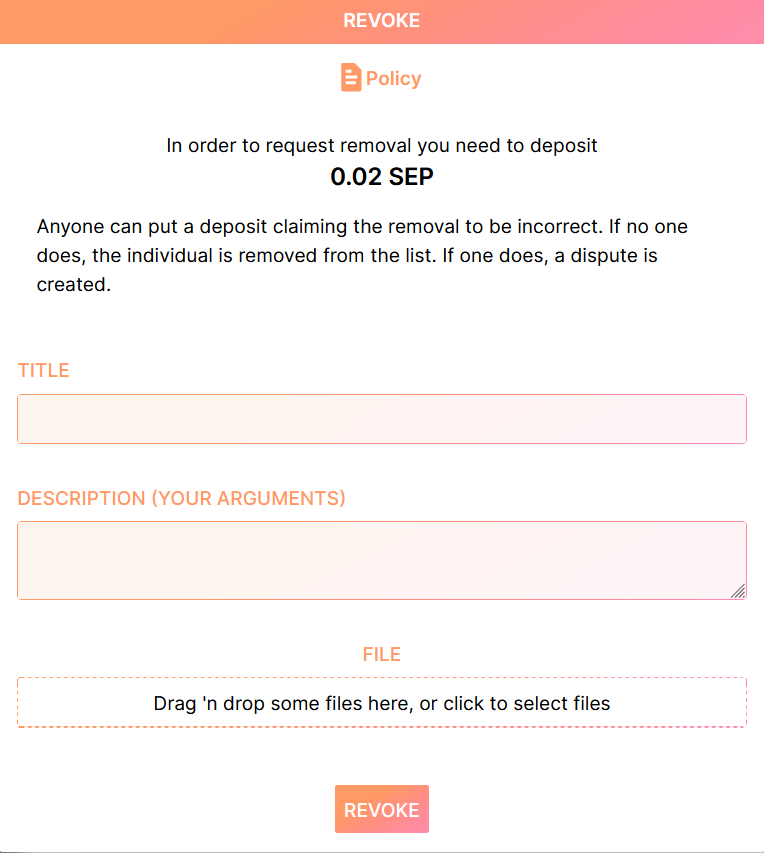 REVOKE
Policy
In order to request removal you need to deposit
0.02 SEP
Anyone can put a deposit claiming the removal to be incorrect. If no one
does, the individual is removed from the list. If one does, a dispute is
created.
TITLE
DESCRIPTION (YOUR ARGUMENTS)
FILE
Drag 'n drop some files here, or click to select files
REVOKE